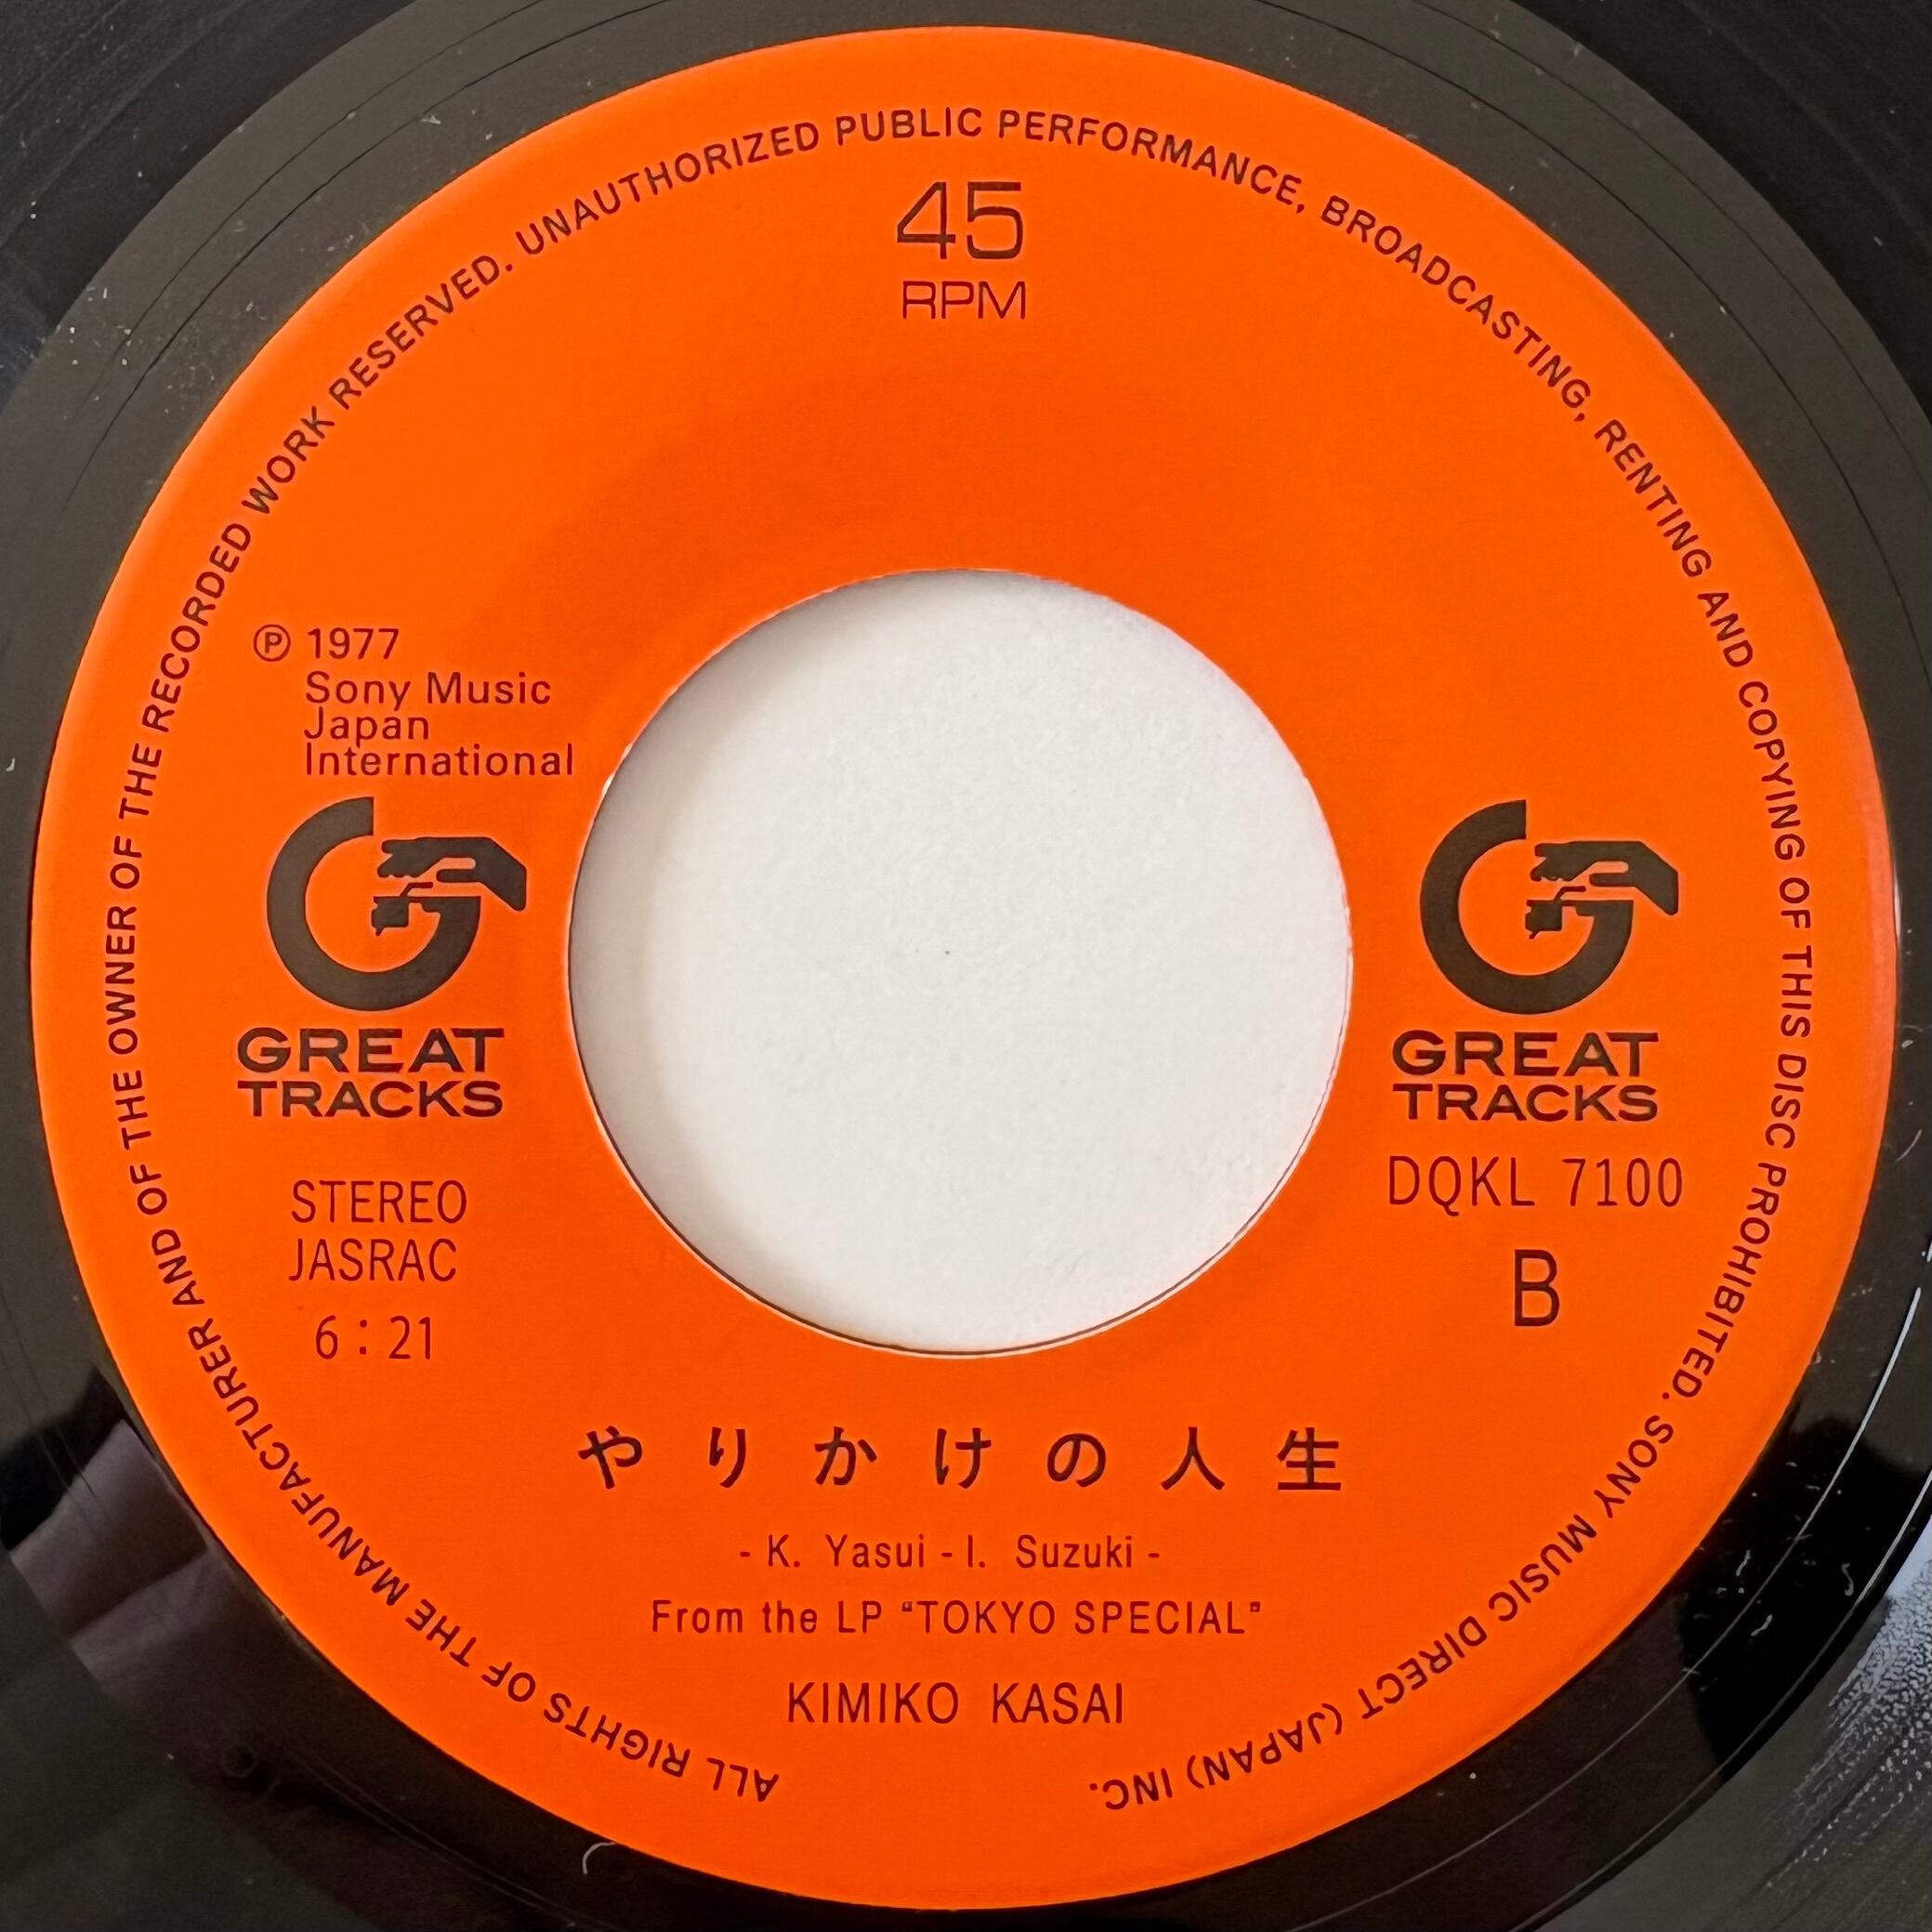 ALL RIGHTS OF THE MANUFACTURER AND OF THE OWNER OF THE RECORDED WORK RESERVED. UNAUTHORIZED PUBLIC PERFORMANCE, BROADCASTING, RENTING AND COPYING OF THIS DISC PROHIBITED. SONY MUSIC DIRECT (JAPAN) INC.
45
RPM
Ⓟ 1977
Sony Music
Japan
International
GREAT
TRACKS
STEREO
JASRAC
6:21
GREAT
TRACKS
DQKL 7100
B
やりかけの人生
- K. Yasui - I. Suzuki -
From the LP "TOKYO SPECIAL"
KIMIKO KASAI